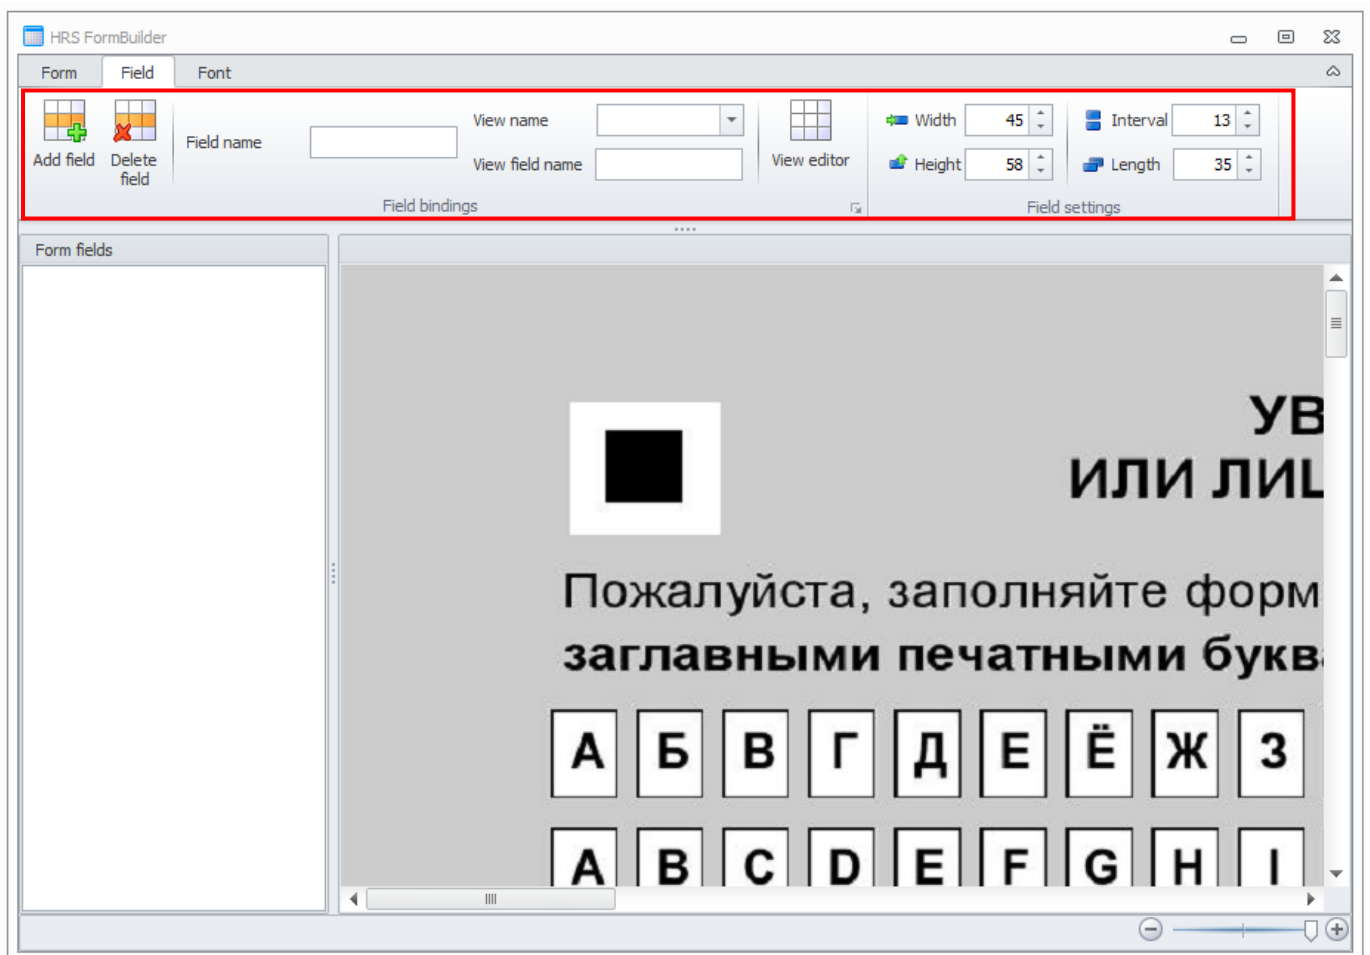 HRS FormBuilder
Form Field Font
Add field
Delete field
Field name
View name
View field name
View editor
Field bindings
Width 45
Height 58
Interval 13
Length 35
Field settings
Form fields
УВ
ИЛИ ЛИЦ
Пожалуйста, заполняйте форм
заглавными печатными букв
А Б В Г Д Е Ё Ж З
A B C D E F G H I